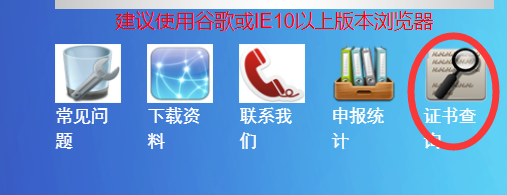 建议使用谷歌或IE10以上版本浏览器
常见问
题
下载资
料
联系我
们
申报统
计
证书查
询